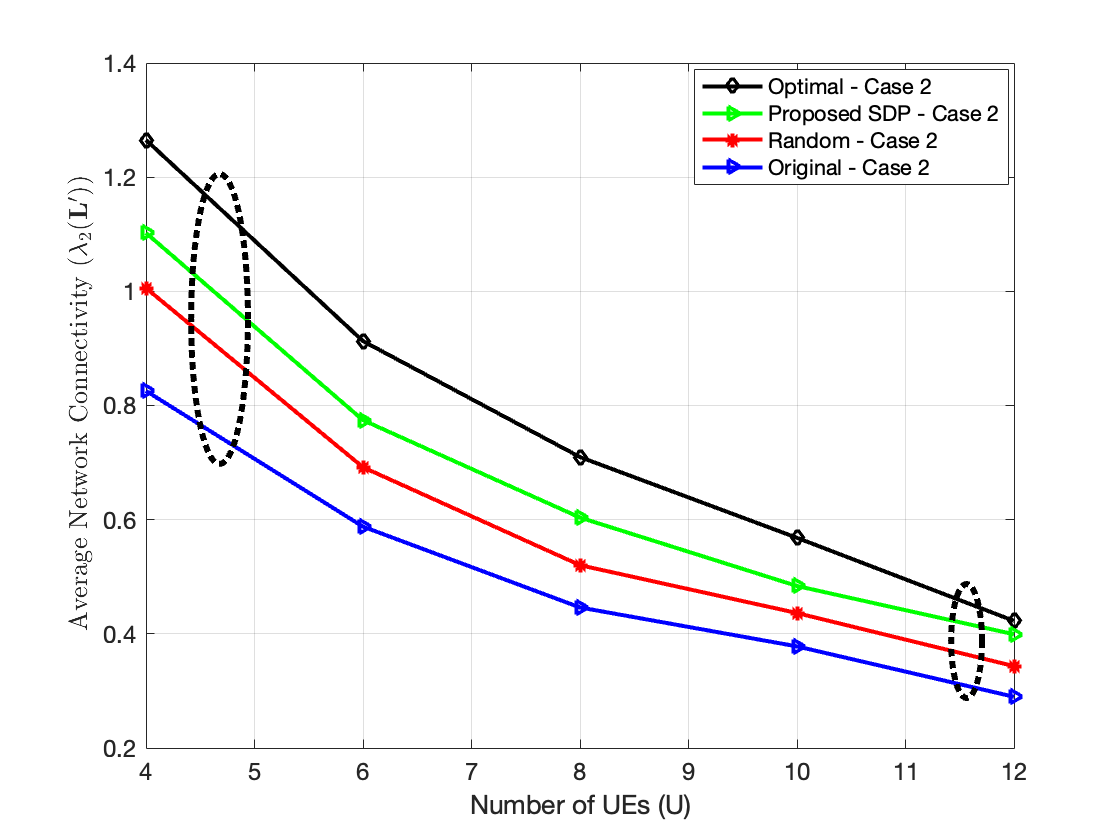 1.4
1.2
1
0.8
0.6
0.4
0.2
4 5 6 7 8 9 10 11 12
Average Network Connectivity (λ₂(L′))
Number of UEs (U)
Optimal - Case 2
Proposed SDP - Case 2
Random - Case 2
Original - Case 2